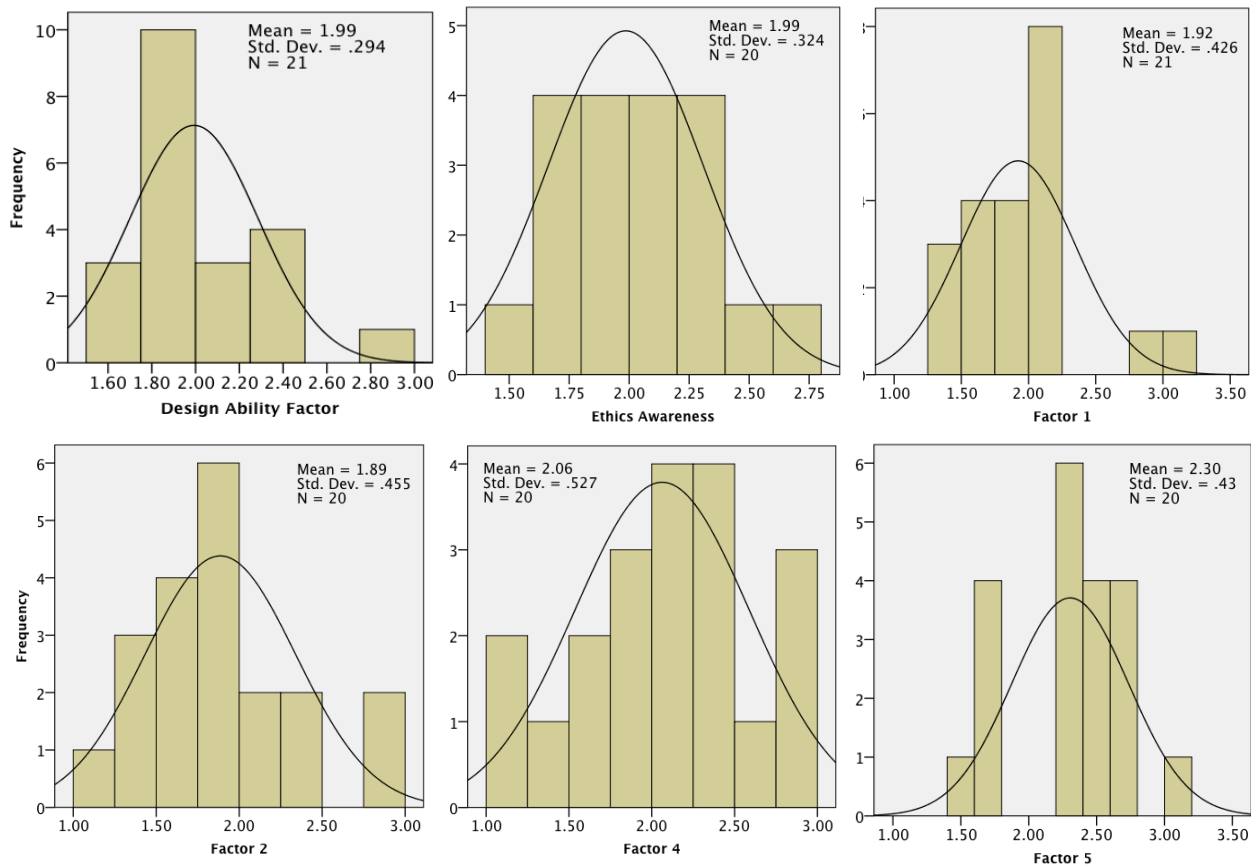 Mean = 1.99
Std. Dev. = .294
N = 21
Frequency
10
8
6
4
2
0
1.60 1.80 2.00 2.20 2.40 2.60 2.80 3.00
Design Ability Factor
Mean = 1.99
Std. Dev. = .324
N = 20
5
4
3
2
1
0
1.50 1.75 2.00 2.25 2.50 2.75
Ethics Awareness
Mean = 1.92
Std. Dev. = .426
N = 21
1.00 1.50 2.00 2.50 3.00 3.50
Factor 1
Mean = 1.89
Std. Dev. = .455
N = 20
Frequency
6
5
4
3
2
1
0
1.00 1.50 2.00 2.50 3.00
Factor 2
Mean = 2.06
Std. Dev. = .527
N = 20
4
3
2
1
0
1.00 1.50 2.00 2.50 3.00
Factor 4
Mean = 2.30
Std. Dev. = .43
N = 20
6
5
4
3
2
1
0
1.00 1.50 2.00 2.50 3.00 3.50
Factor 5